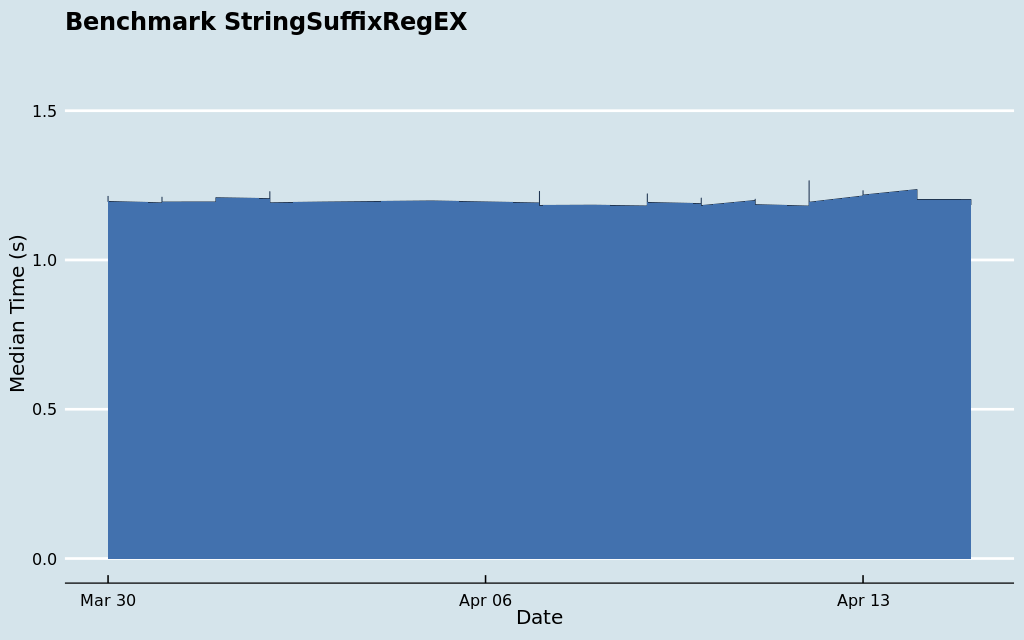 Benchmark StringSuffixRegEX
Median Time (s)
1.5
1.0
0.5
0.0
Mar 30
Apr 06
Apr 13
Date